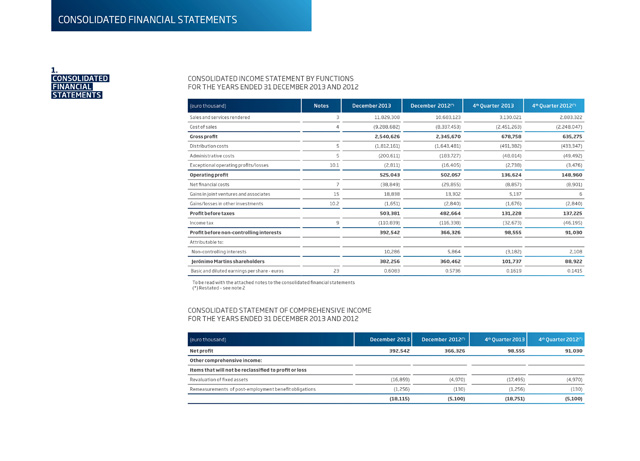 CONSOLIDATED FINANCIAL STATEMENTS
1.
CONSOLIDATED
FINANCIAL
STATEMENTS
CONSOLIDATED INCOME STATEMENT BY FUNCTIONS
FOR THE YEARS ENDED 31 DECEMBER 2013 AND 2012
(euro thousand) Notes December 2013 December 2012(*) 4th Quarter 2013 4th Quarter 2012(*)
Sales and services rendered 3 11,829,308 10,683,123 3,130,021 2,883,322
Cost of sales 4 (9,288,682) (8,337,453) (2,451,263) (2,248,047)
Gross profit 2,540,626 2,345,670 678,758 635,275
Distribution costs 5 (1,812,161) (1,643,481) (491,382) (433,347)
Administrative costs 5 (200,611) (183,727) (48,014) (49,492)
Exceptional operating profits/losses 10.1 (2,811) (16,405) (2,738) (3,476)
Operating profit 525,043 502,057 136,624 148,960
Net financial costs 7 (38,849) (29,855) (8,857) (8,901)
Gains in joint ventures and associates 15 18,838 13,302 5,137 6
Gains/losses in other investments 10.2 (1,651) (2,840) (1,676) (2,840)
Profit before taxes 503,381 482,664 131,228 137,225
Income tax 9 (110,839) (116,338) (32,673) (46,195)
Profit before non-controlling interests 392,542 366,326 98,555 91,030
Attributable to:
Non-controlling interests 10,286 5,864 (3,182) 2,108
Jerónimo Martins shareholders 382,256 360,462 101,737 88,922
Basic and diluted earnings per share - euros 23 0.6083 0.5736 0.1619 0.1415
To be read with the attached notes to the consolidated financial statements
(*) Restated - see note 2
CONSOLIDATED STATEMENT OF COMPREHENSIVE INCOME
FOR THE YEARS ENDED 31 DECEMBER 2013 AND 2012
(euro thousand) December 2013 December 2012(*) 4th Quarter 2013 4th Quarter 2012(*)
Net profit 392,542 366,326 98,555 91,030
Other comprehensive income:
Items that will not be reclassified to profit or loss
Revaluation of fixed assets (16,859) (4,970) (17,495) (4,970)
Remeasurements of post-employment benefit obligations (1,256) (130) (1,256) (130)
(18,115) (5,100) (18,751) (5,100)